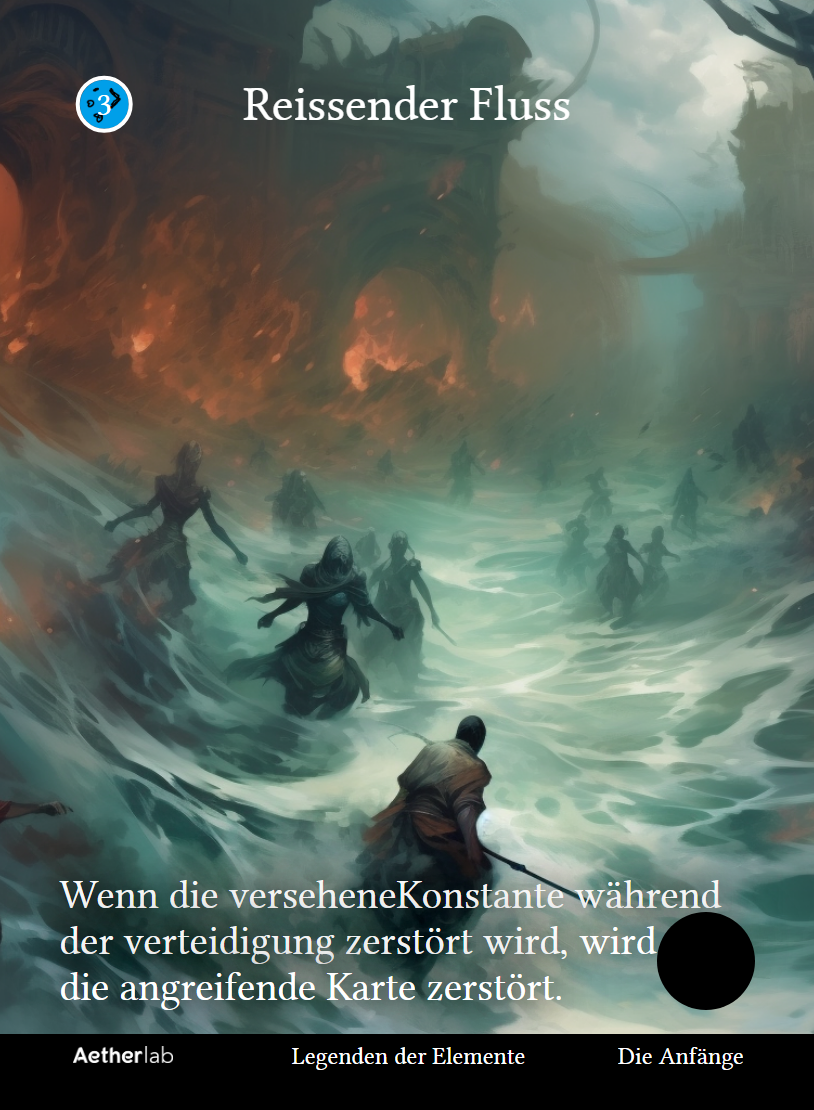 3
Reissender Fluss
Wenn die verseheneKonstante während
der verteidigung zerstört wird, wird
die angreifende Karte zerstört.
Aetherlab
Legenden der Elemente
Die Anfänge